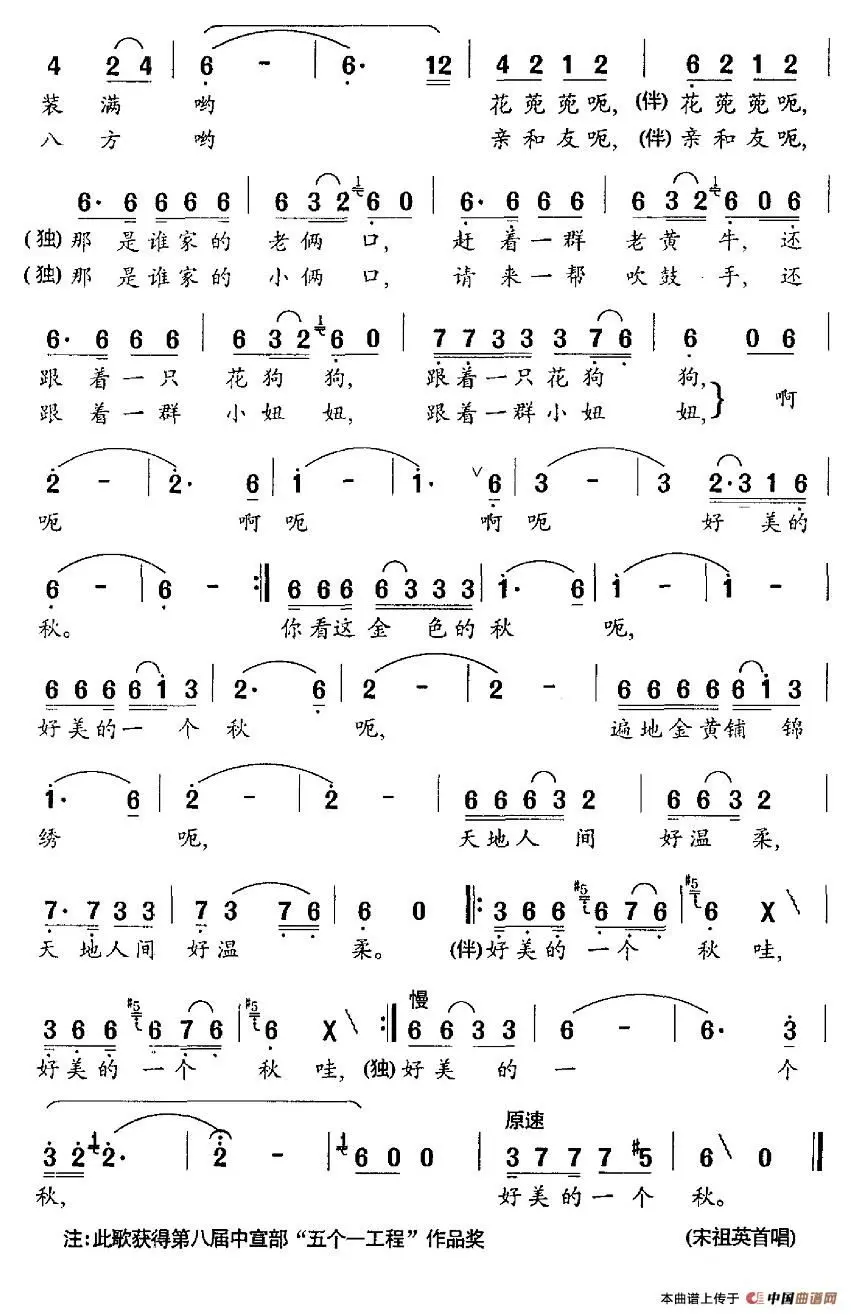 4 2 4 | 6 - | 6· 1 2 | 4 2 1 2 | 6 2 1 2 |
装满哟 花蔸蔸呃, (伴)花蔸蔸呃,
八方哟 亲和友呃, (伴)亲和友呃,
6· 6 6 6 6 | 6 3 2 1 6 0 | 6· 6 6 6 | 6 3 2 1 6 0 6 |
(独)那是谁家的老俩口, 赶着一群老黄牛, 还
(独)那是谁家的小俩口, 请来一帮吹鼓手, 还
6· 6 6 6 | 6 3 2 1 6 0 | 7 7 3 3 3 7 6 | 6 0 6 |
跟着一只花狗狗, 跟着一只花狗狗,
跟着一群小妞妞, 跟着一群小妞妞,} 啊
2 - | 2· 6 | 1 - | 1· 6 | 3 - | 3 2·3 1 6 |
呃 啊呃 啊呃 好美的
6 - | 6 - :| 6 6 6 6 3 3 3 | 1· 6 | 1 - | 1 - |
秋。 你看这金色的秋 呃,
6 6 6 6 1 3 | 2· 6 | 2 - | 2 - | 6 6 6 6 6 1 3 |
好美的一个秋 呃, 遍地金黄铺锦
1· 6 | 2 - | 2 - | 6 6 6 3 2 | 6 6 3 2 |
绣 呃, 天地人间 好温柔,
7· 7 3 3 | 7 3 7 6 | 6 0 |: 3 6 6 #5 6 7 6 | #5 6 X \ |
天地人间好温柔。 (伴)好美的一个秋哇,
慢
3 6 6 #5 6 7 6 | #5 6 X \ :| 6 6 3 3 | 6 - | 6· 3 |
好美的一个秋哇, (独)好美的一 个
原速
3 2 1 2· | 2 - | 1 6 0 0 | 3 7 7 7 7 #5 | 6 \ 0 ‖
秋, 好美的一个秋。
注:此歌获得第八届中宣部“五个一工程”作品奖 (宋祖英首唱)
本曲谱上传于 中国曲谱网